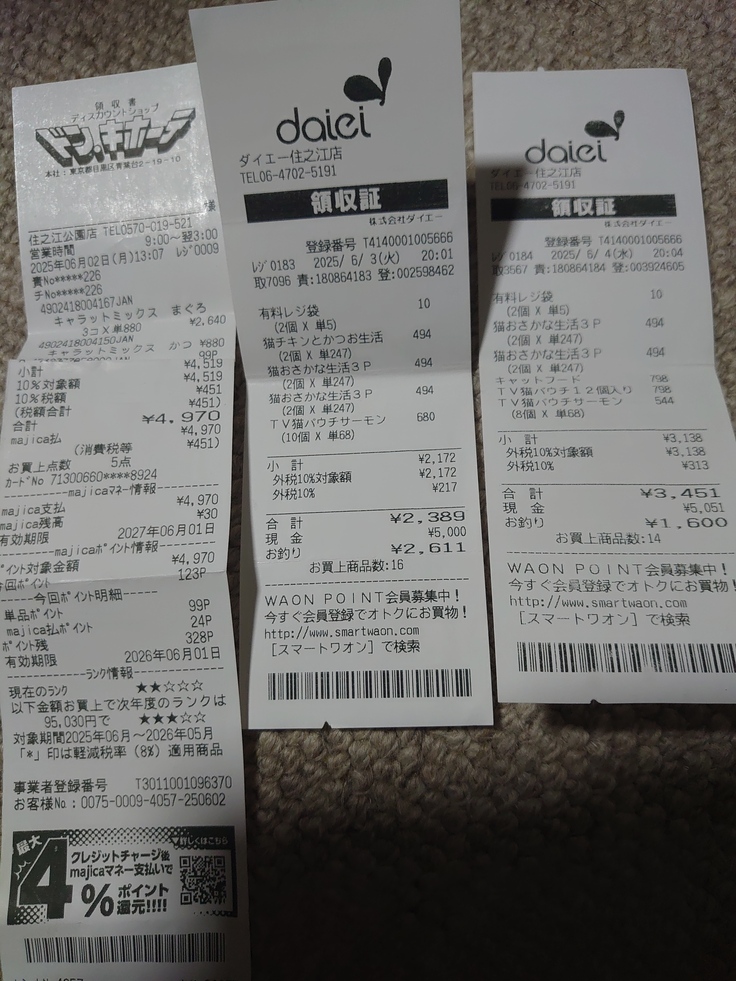 領収書
ディスカウントショップ
ドン.キホーテ
本社：東京都目黒区青葉台2-19-10
様
住之江公園店 TEL0570-019-521
営業時間 9:00～翌3:00
2025年06月02日(月)13:07 ﾚｼﾞ0009
責No*****226
チNo*****226
4902418004167JAN
キャラットミックス まぐろ
3コ X 単880 ¥2,640
4902418004150JAN
キャラットミックス かつ ¥880
99P
小計 ¥4,519
10％対象額 ¥4,519
10％税額 ¥451
(税額合計 ¥451)
合計 ¥4,970
majica払 ¥4,970
(消費税等 ¥451)
お買上点数 5点
ｶｰﾄﾞNo 71300660****8924
----------majicaマネー情報----------
majica支払 ¥4,970
majica残高 ¥30
有効期限 2027年06月01日
----------majicaポイント情報----------
ポイント対象金額 ¥4,970
今回ポイント 123P
------今回ポイント明細------
単品ポイント 99P
majica払ポイント 24P
ポイント残 328P
有効期限 2026年06月01日
----------ﾗﾝｸ情報----------
現在のﾗﾝｸ ★★☆☆☆
以下金額お買上で次年度のランクは
95,030円で ★★★☆☆
対象期間2025年06月～2026年05月
「*」印は軽減税率(8%)適用商品
事業者登録番号 T3011001096370
お客様No.：0075-0009-4057-250602
最大
4％
▼詳しくはこちら
クレジットチャージ後
majicaマネー支払いで
ポイント
還元!!!!
daiei
ダイエー住之江店
TEL06-4702-5191
領収証
株式会社ダイエー
登録番号 T4140001005666
ﾚｼﾞ0183 2025/ 6/ 3(火) 20:01
取7096 責:180864183 登:002598462
有料レジ袋 10
(2個 X 単5)
猫チキンとかつお生活 494
(2個 X 単247)
猫おさかな生活３Ｐ 494
(2個 X 単247)
猫おさかな生活３Ｐ 494
(2個 X 単247)
ＴＶ猫パウチサーモン 680
(10個 X 単68)
小 計 ¥2,172
外税10%対象額 ¥2,172
外税10% ¥217
合 計 ¥2,389
現 金 ¥5,000
お釣り ¥2,611
お買上商品数:16
WAON POINT会員募集中！
今すぐ会員登録でオトクにお買物！
http://www.smartwaon.com
[スマートワオン]で検索
daiei
ダイエー住之江店
TEL06-4702-5191
領収証
株式会社ダイエー
登録番号 T4140001005666
ﾚｼﾞ0184 2025/ 6/ 4(水) 20:04
取3567 責:180864184 登:003924605
有料レジ袋 10
(2個 X 単5)
猫おさかな生活３Ｐ 494
(2個 X 単247)
猫おさかな生活３Ｐ 494
(2個 X 単247)
キャットフード 798
ＴＶ猫パウチ１２個入り 798
ＴＶ猫パウチサーモン 544
(8個 X 単68)
小 計 ¥3,138
外税10%対象額 ¥3,138
外税10% ¥313
合 計 ¥3,451
現 金 ¥5,051
お釣り ¥1,600
お買上商品数:14
WAON POINT会員募集中！
今すぐ会員登録でオトクにお買物！
http://www.smartwaon.com
[スマートワオン]で検索